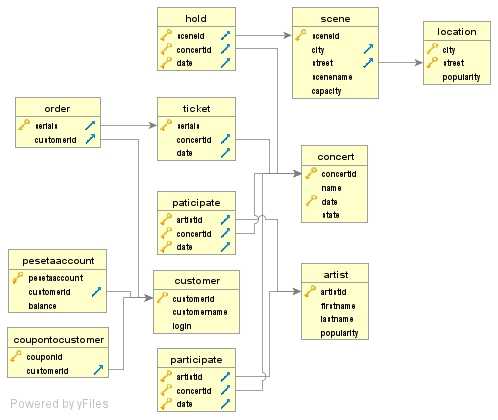 hold
sceneid
concertid
date
scene
sceneid
city
street
scenename
capacity
location
city
street
popularity
order
serialn
customerid
ticket
serialn
concertid
date
concert
concertid
name
date
state
paticipate
artistid
concertid
date
pesetaaccount
pesetaaccount
customerid
balance
customer
customerid
customername
login
artist
artistid
firstname
lastname
popularity
coupontocustomer
couponid
customerid
participate
artistid
concertid
date
Powered by yFiles